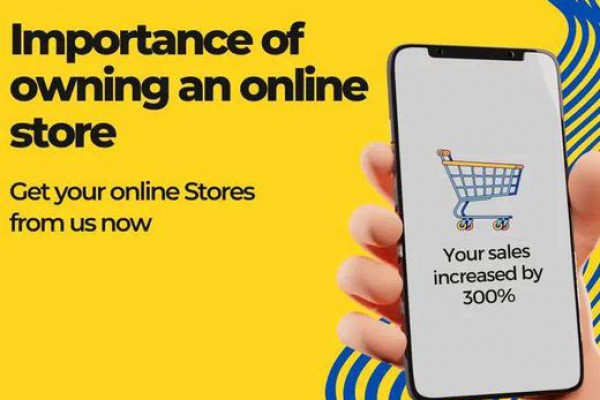 Importance of
owning an online
store
Get your online Stores
from us now
Your sales
increased by
300%